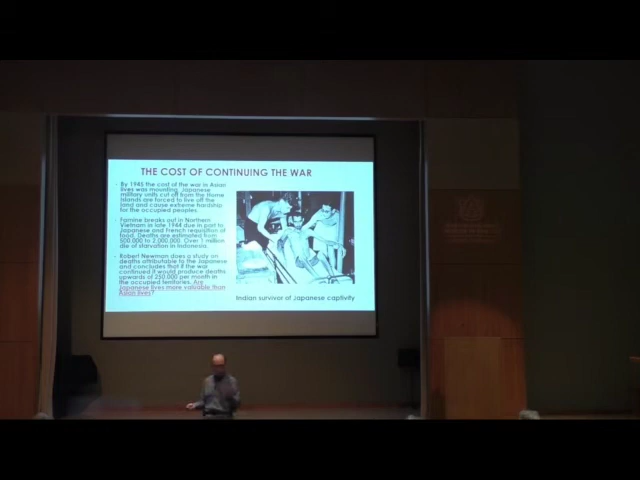 THE COST OF CONTINUING THE WAR
By 1945 the cost of the war in Asian
lives was mounting. Japanese
military units cut off from the Home
Islands are forced to live off the
land and cause extreme hardship
for the occupied peoples.
Famine breaks out in Northern
Vietnam in late 1944 due in part to
Japanese and French requisition of
food. Deaths are estimated from
500,000 to 2,000,000. Over 1 million
die of starvation in Indonesia.
Robert Newman does a study on
deaths attributable to the Japanese
and concludes that if the war
continued it would produce deaths
upwards of 250,000 per month in
the occupied territories. Are
Japanese lives more valuable than
Asian lives?
Indian survivor of Japanese captivity